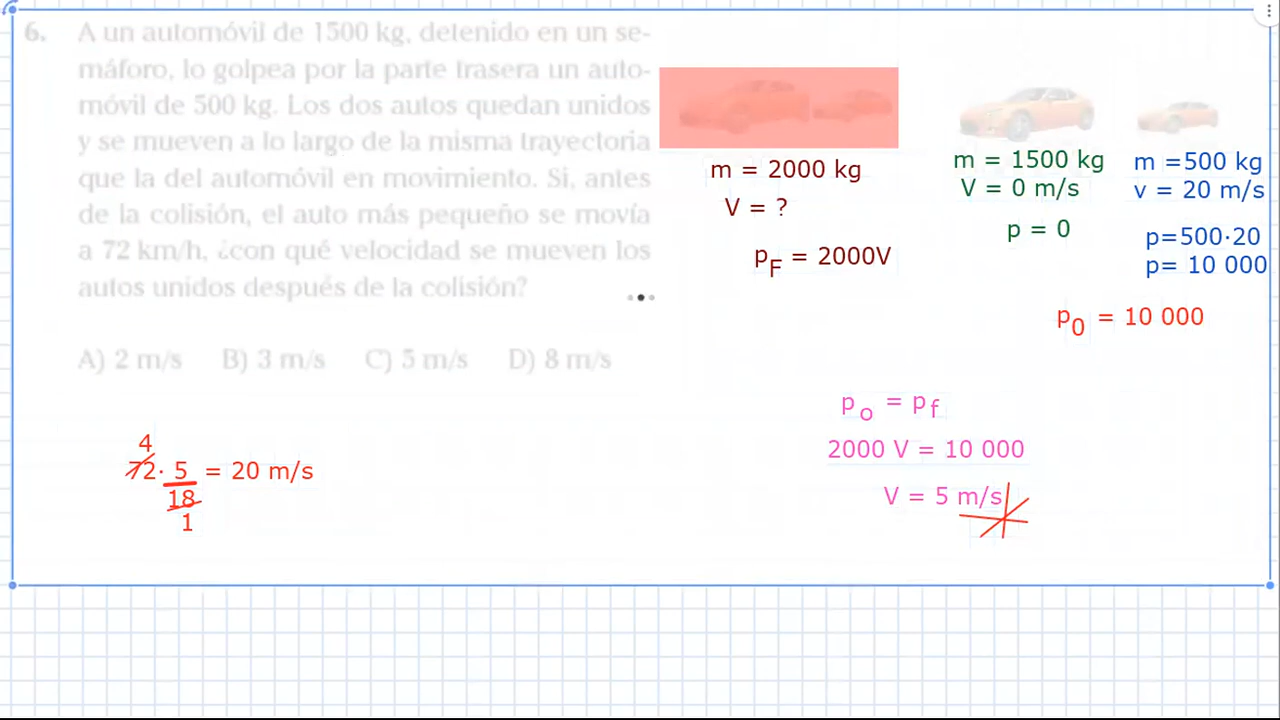 6. A un automóvil de 1500 kg, detenido en un se-
máforo, lo golpea por la parte trasera un auto-
móvil de 500 kg. Los dos autos quedan unidos
y se mueven a lo largo de la misma trayectoria
que la del automóvil en movimiento. Si, antes
de la colisión, el auto más pequeño se movía
a 72 km/h, ¿con qué velocidad se mueven los
autos unidos después de la colisión?
A) 2 m/s B) 3 m/s C) 5 m/s D) 8 m/s
4
72· 5 = 20 m/s
18
1
m = 2000 kg
V = ?
pF = 2000V
m = 1500 kg
V = 0 m/s
p = 0
m =500 kg
v = 20 m/s
p=500·20
p= 10 000
p0 = 10 000
po = pf
2000 V = 10 000
V = 5 m/s